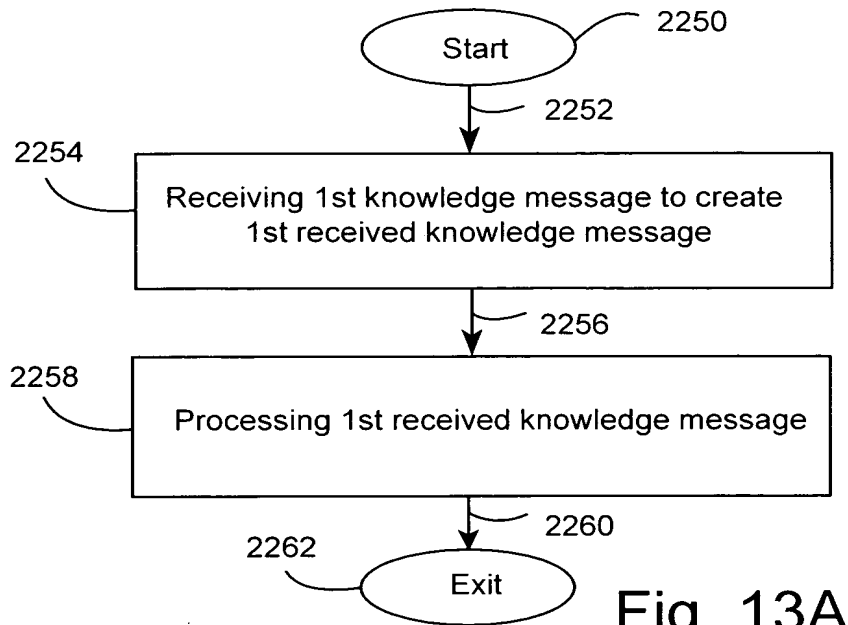 Start
2250
2252
2254
Receiving 1st knowledge message to create
1st received knowledge message
2256
2258
Processing 1st received knowledge message
2260
2262
Exit
Fig. 13A